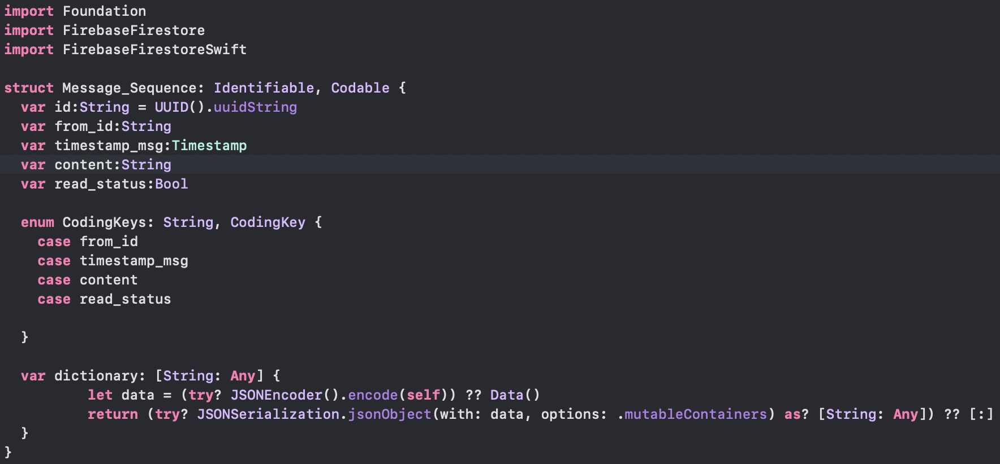 import Foundation
import FirebaseFirestore
import FirebaseFirestoreSwift
struct Message_Sequence: Identifiable, Codable {
var id:String = UUID().uuidString
var from_id:String
var timestamp_msg:Timestamp
var content:String
var read_status:Bool
enum CodingKeys: String, CodingKey {
case from_id
case timestamp_msg
case content
case read_status
}
var dictionary: [String: Any] {
let data = (try? JSONEncoder().encode(self)) ?? Data()
return (try? JSONSerialization.jsonObject(with: data, options: .mutableContainers) as? [String: Any]) ?? [:]
}
}